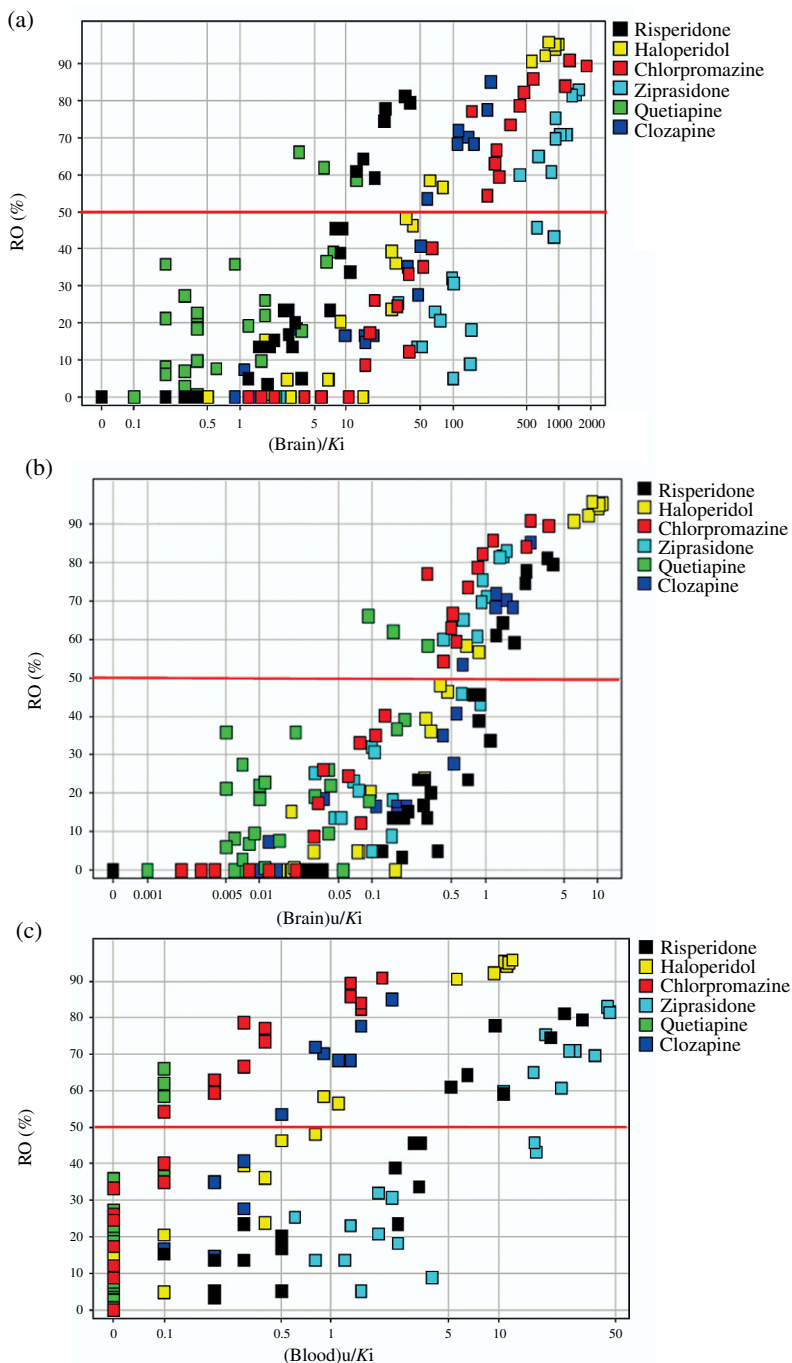 (a)
Risperidone
Haloperidol
Chlorpromazine
Ziprasidone
Quetiapine
Clozapine
90
80
70
60
50
40
30
20
10
0
RO (%)
0 0.1 0.5 1 5 10 50 100 500 1000 2000
(Brain)/Ki
(b)
Risperidone
Haloperidol
Chlorpromazine
Ziprasidone
Quetiapine
Clozapine
90
80
70
60
50
40
30
20
10
0
RO (%)
0 0.001 0.005 0.01 0.05 0.1 0.5 1 5 10
(Brain)u/Ki
(c)
Risperidone
Haloperidol
Chlorpromazine
Ziprasidone
Quetiapine
Clozapine
90
80
70
60
50
40
30
20
10
0
RO (%)
0 0.1 0.5 1 5 10 50
(Blood)u/Ki